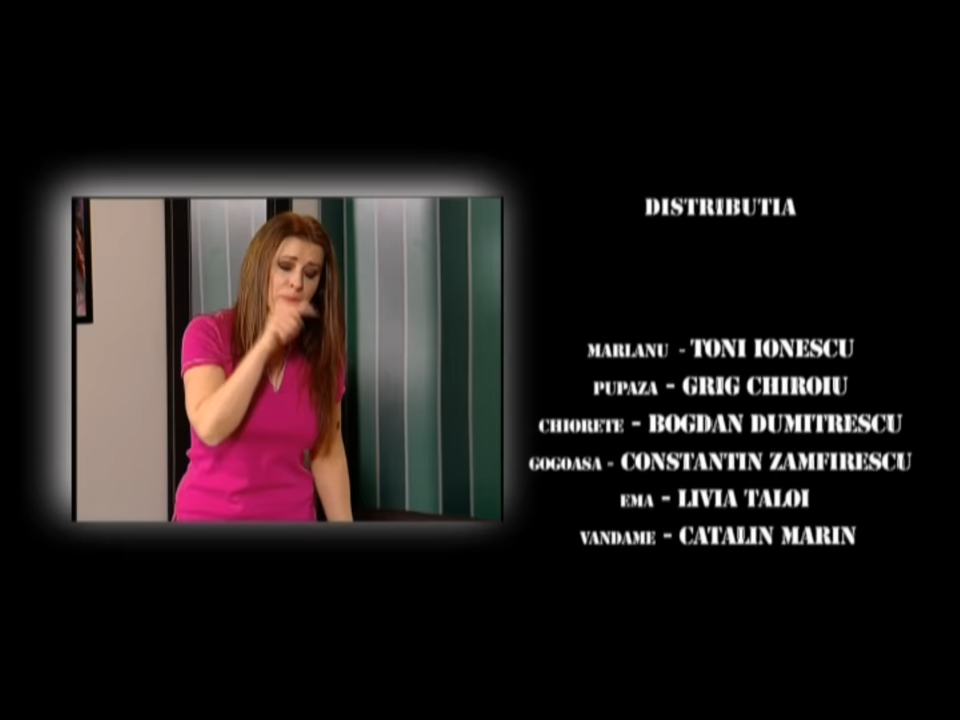 DISTRIBUTIA
MARIANU - TONI IONESCU
PUPAZA - GRIG CHIROIU
CHIORETE - BOGDAN DUMITRESCU
GOGOASA - CONSTANTIN ZAMFIRESCU
EMA - LIVIA TALOI
VANDAME - CATALIN MARIN